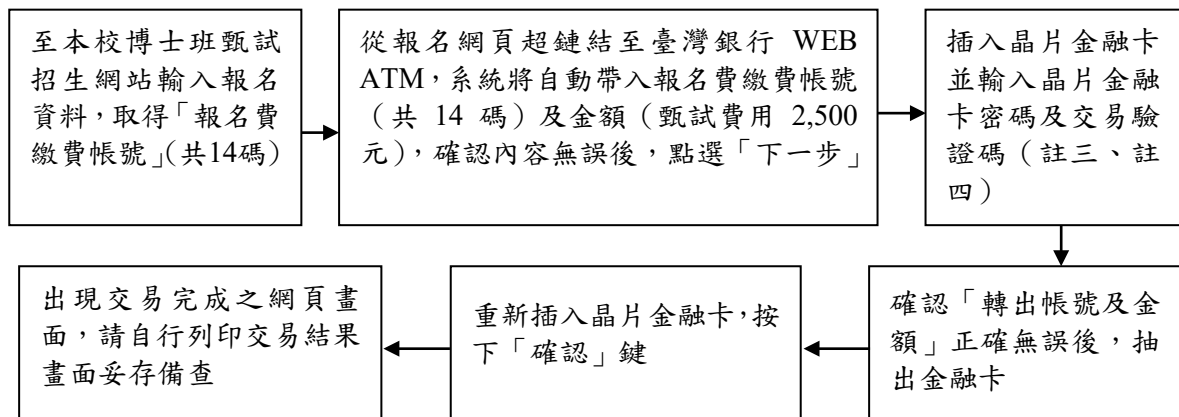 至本校博士班甄試
招生網站輸入報名
資料，取得「報名費
繳費帳號」(共14碼)
從報名網頁超鏈結至臺灣銀行 WEB
ATM，系統將自動帶入報名費繳費帳號
（共 14 碼）及金額（甄試費用 2,500
元），確認內容無誤後，點選「下一步」
插入晶片金融卡
並輸入晶片金融
卡密碼及交易驗
證碼（註三、註
四）
確認「轉出帳號及金
額」正確無誤後，抽
出金融卡
重新插入晶片金融卡，按
下「確認」鍵
出現交易完成之網頁畫
面，請自行列印交易結果
畫面妥存備查